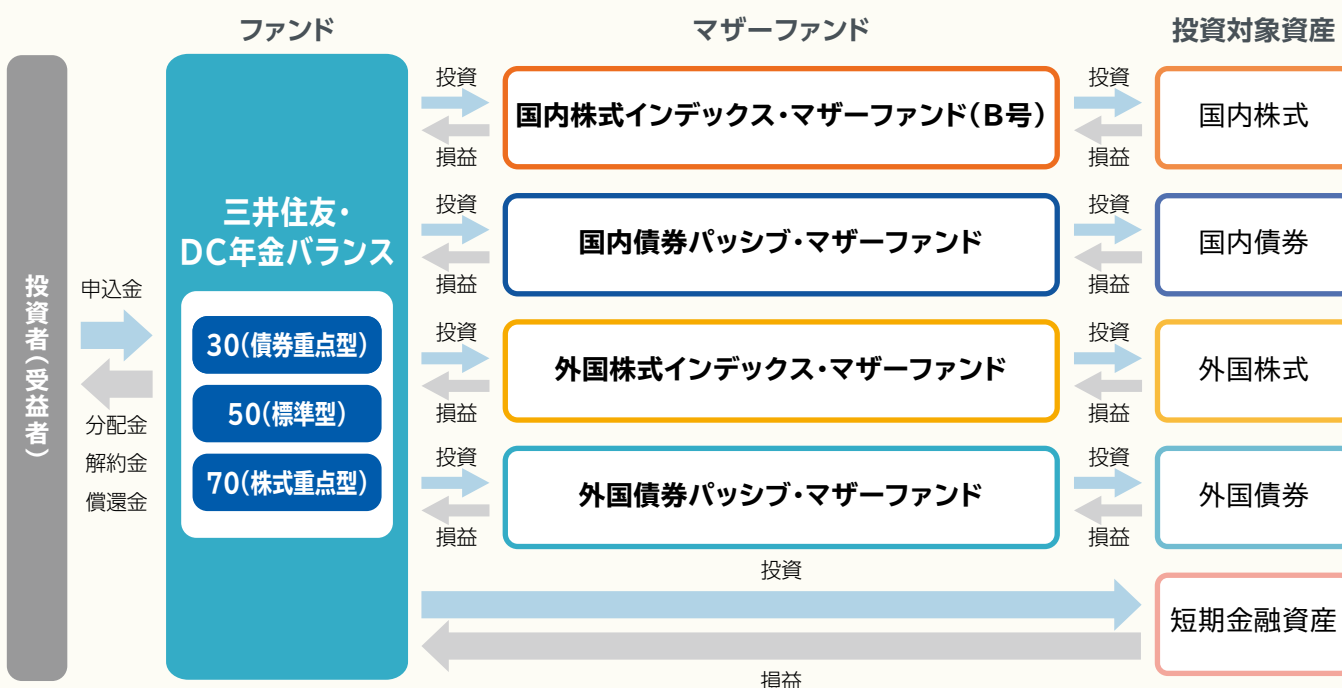 ファンド
マザーファンド
投資対象資産
投資者(受益者)
申込金
分配金
解約金
償還金
三井住友・
DC年金バランス
30(債券重点型)
50(標準型)
70(株式重点型)
投資
損益
国内株式インデックス・マザーファンド(B号)
投資
損益
国内株式
投資
損益
国内債券パッシブ・マザーファンド
投資
損益
国内債券
投資
損益
外国株式インデックス・マザーファンド
投資
損益
外国株式
投資
損益
外国債券パッシブ・マザーファンド
投資
損益
外国債券
投資
損益
短期金融資産